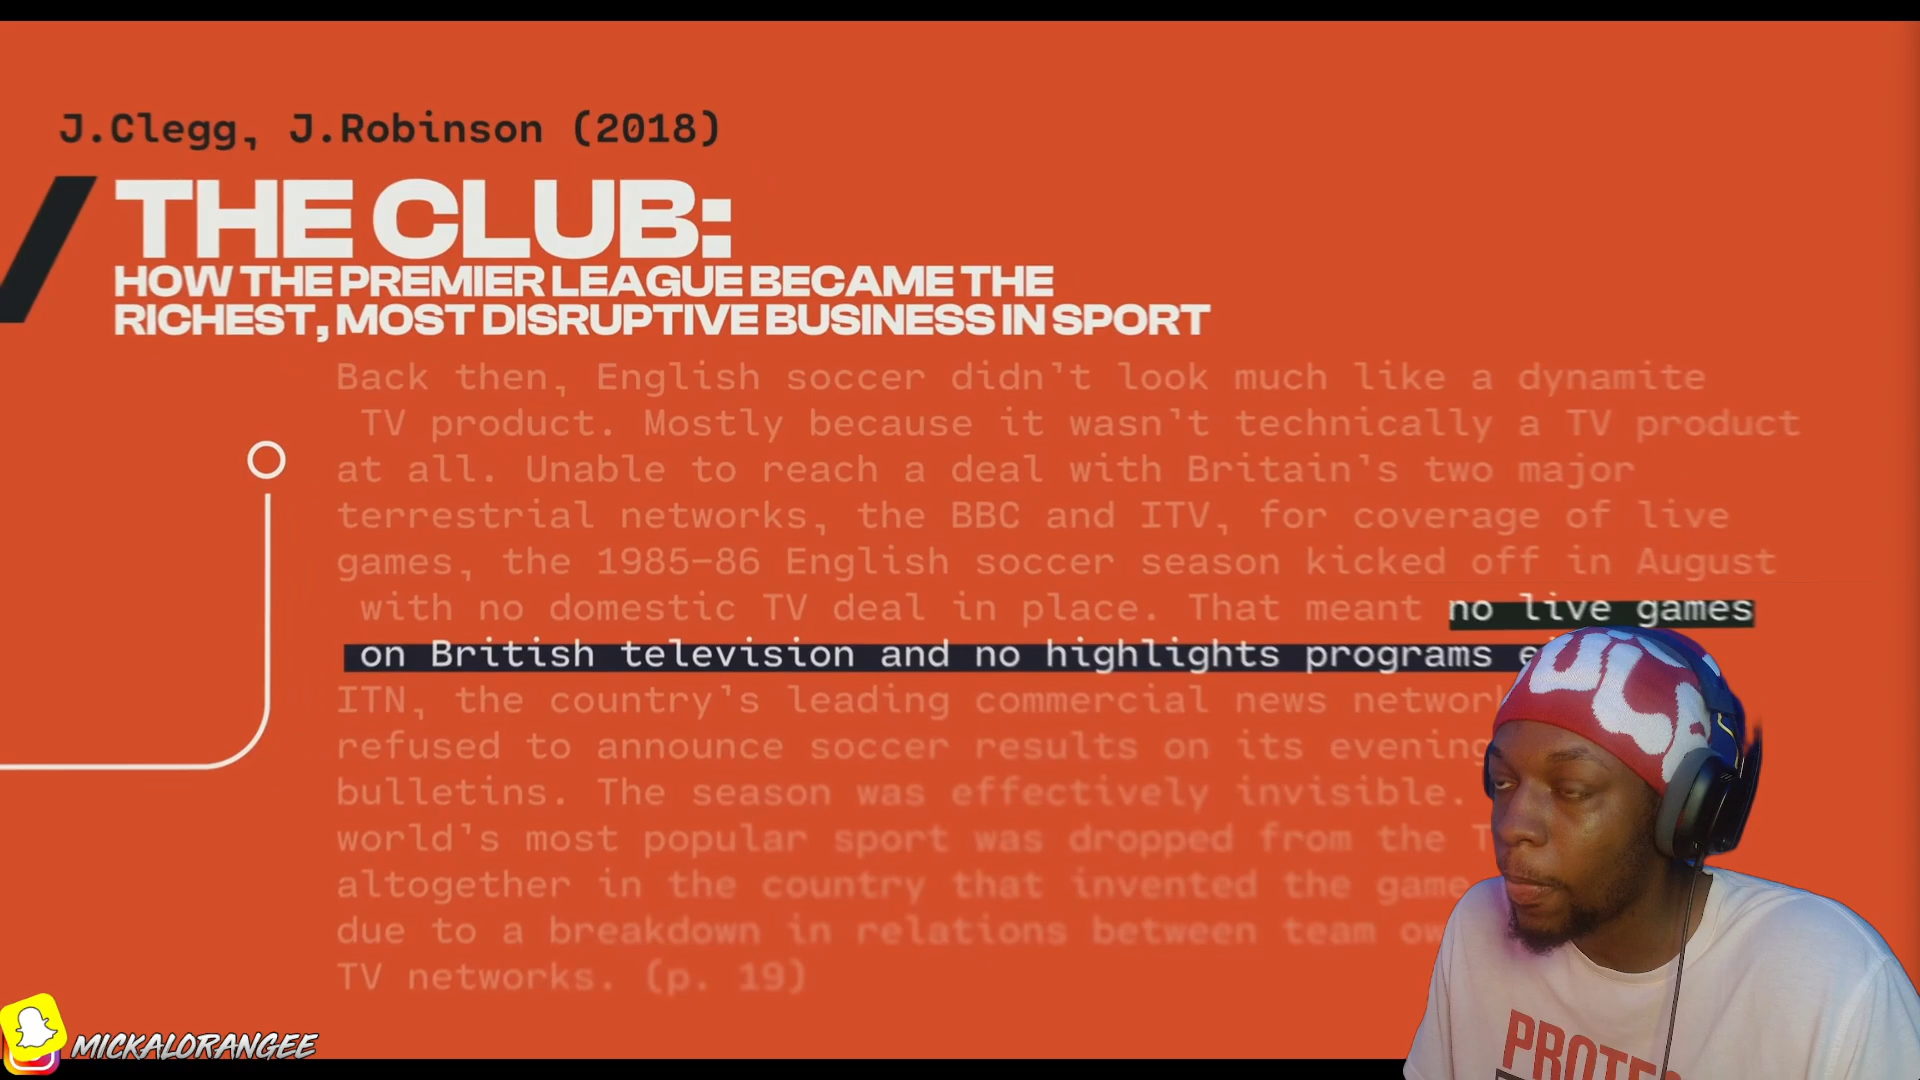 J.Clegg, J.Robinson (2018)
THE CLUB:
HOW THE PREMIER LEAGUE BECAME THE
RICHEST, MOST DISRUPTIVE BUSINESS IN SPORT
Back then, English soccer didn't look much like a dynamite
TV product. Mostly because it wasn't technically a TV product
at all. Unable to reach a deal with Britain's two major
terrestrial networks, the BBC and ITV, for coverage of live
games, the 1985–86 English soccer season kicked off in August
with no domestic TV deal in place. That meant no live games
on British television and no highlights programs
ITN, the country's leading commercial news
refused to announce soccer results on its evening
bulletins. The season was effectively invisible.
world's most popular sport was dropped from the
altogether in the country that invented the game
due to a breakdown in relations between team
TV networks. (p. 19)
MICKALORANGEE